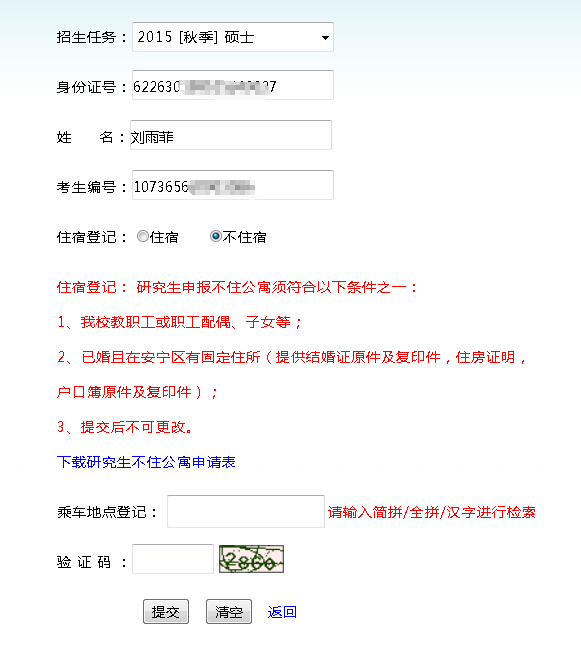 招生任务： 2015 [秋季] 硕士
身份证号： 622630
姓 名： 刘雨菲
考生编号： 1073656
住宿登记： 住宿 不住宿
住宿登记： 研究生申报不住公寓须符合以下条件之一：
1、我校教职工或职工配偶、子女等；
2、已婚且在安宁区有固定住所（提供结婚证原件及复印件，住房证明，
户口簿原件及复印件）；
3、提交后不可更改。
下载研究生不住公寓申请表
乘车地点登记： 请输入简拼/全拼/汉字进行检索
验 证 码 ：
提交 清空 返回